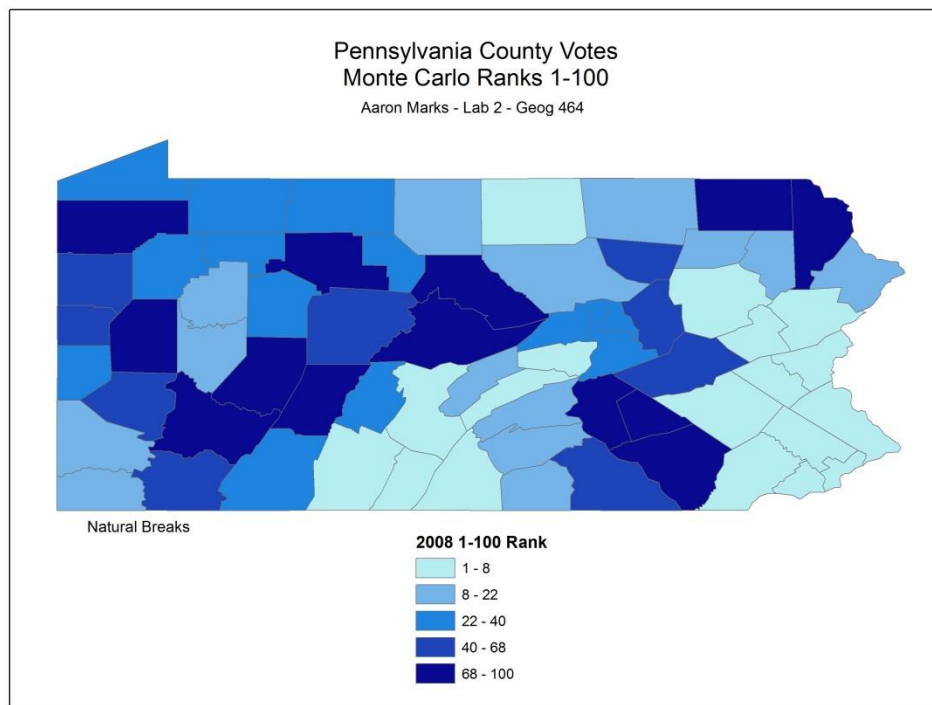 Pennsylvania County Votes
Monte Carlo Ranks 1-100
Aaron Marks - Lab 2 - Geog 464
Natural Breaks
2008 1-100 Rank
1 - 8
8 - 22
22 - 40
40 - 68
68 - 100